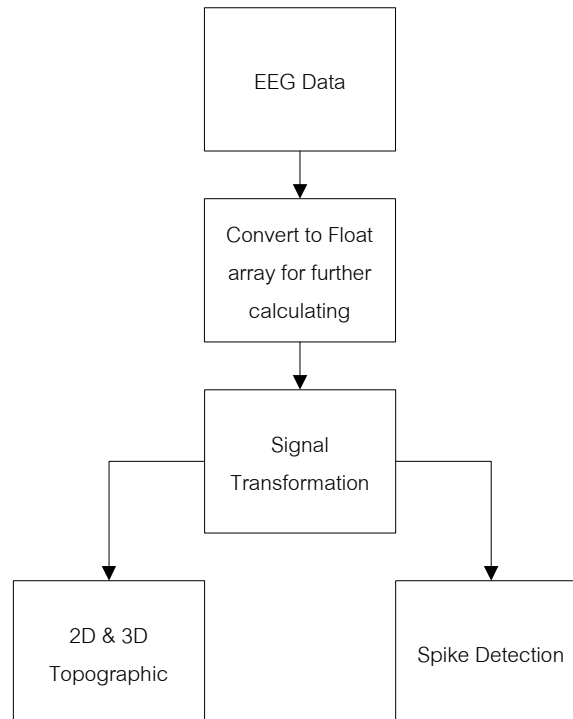 EEG Data
Convert to Float
array for further
calculating
Signal
Transformation
2D & 3D
Topographic
Spike Detection